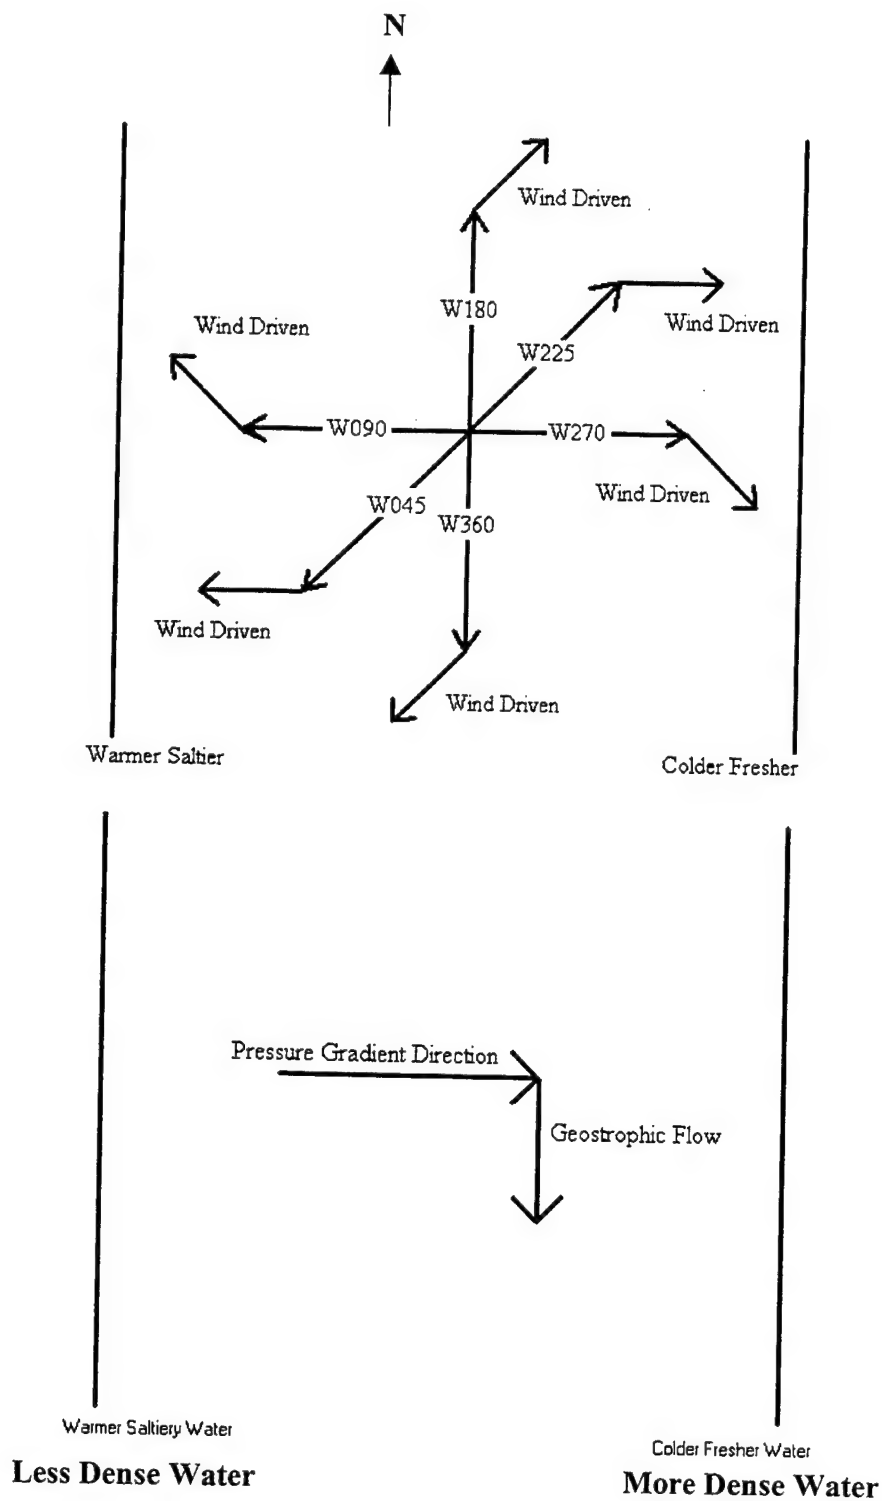 N
Wind Driven
W180
Wind Driven
Wind Driven
W225
W090
W270
Wind Driven
W045
W360
Wind Driven
Wind Driven
Warmer Saltier
Colder Fresher
Pressure Gradient Direction
Geostrophic Flow
Warmer Saltiery Water
Colder Fresher Water
Less Dense Water
More Dense Water